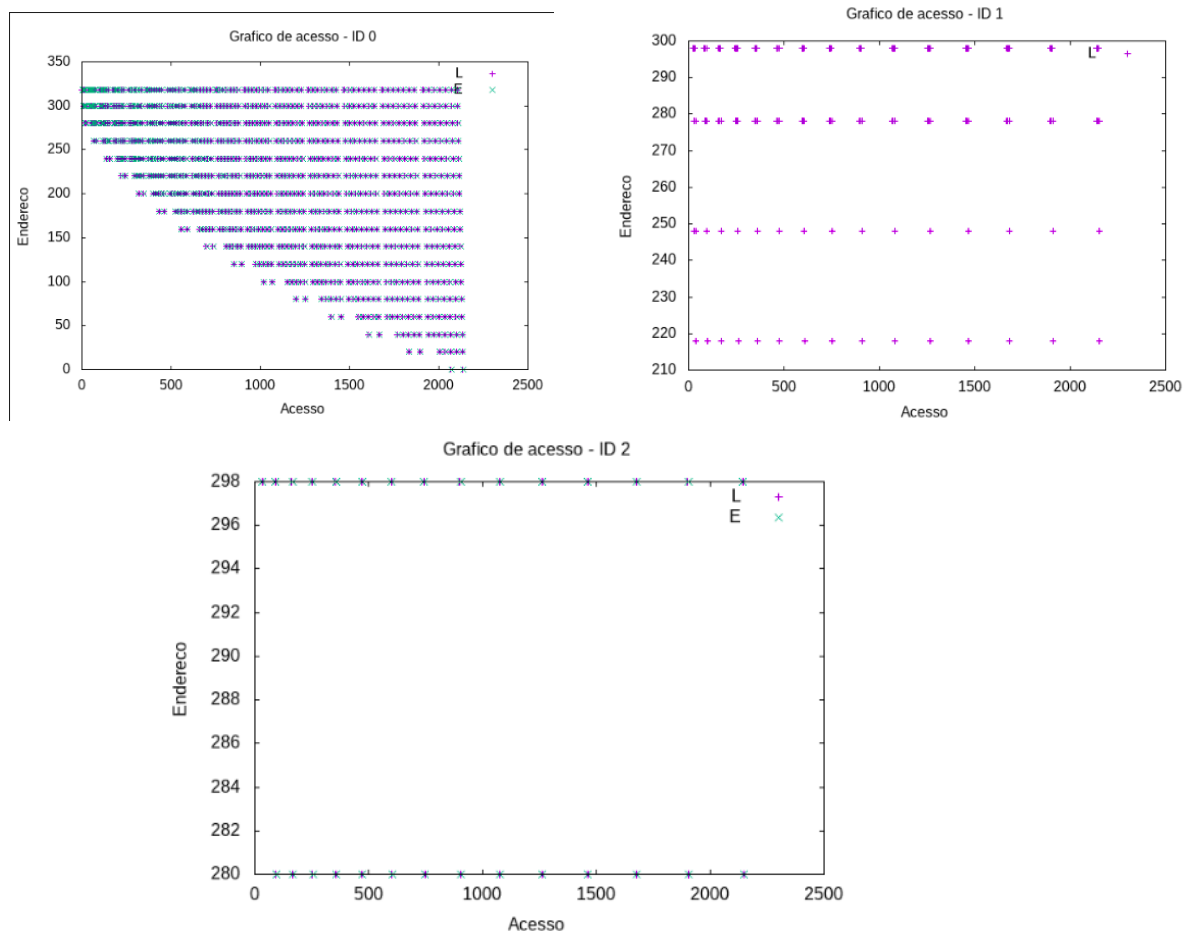 Grafico de acesso - ID 0
350
300
250
200
150
100
50
0
Endereco
L
E
0 500 1000 1500 2000 2500
Acesso
Grafico de acesso - ID 1
300
290
280
270
260
250
240
230
220
210
Endereco
L
0 500 1000 1500 2000 2500
Acesso
Grafico de acesso - ID 2
298
296
294
292
290
288
286
284
282
280
Endereco
L
E
0 500 1000 1500 2000 2500
Acesso